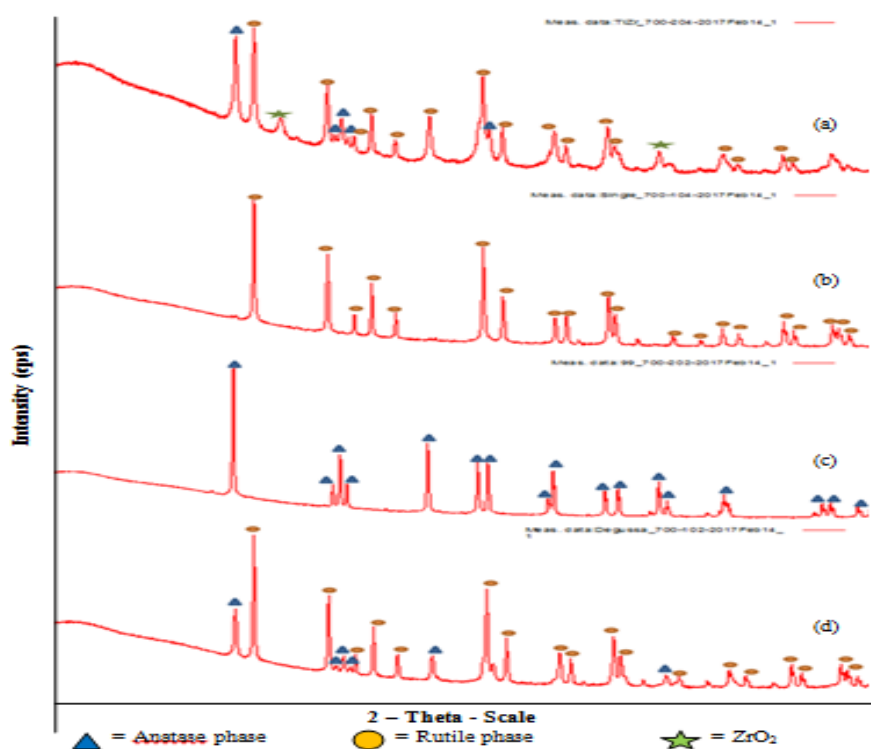 Meas. data:TiZr_700-204-2017Feb14_1
(a)
Meas. data:Single_700-104-2017Feb14_1
(b)
Meas. data:99_700-202-2017Feb14_1
(c)
Meas. data:Degussa_700-102-2017Feb14_
1
(d)
Intensity (cps)
2 – Theta - Scale
= Anatase phase = Rutile phase = ZrO₂